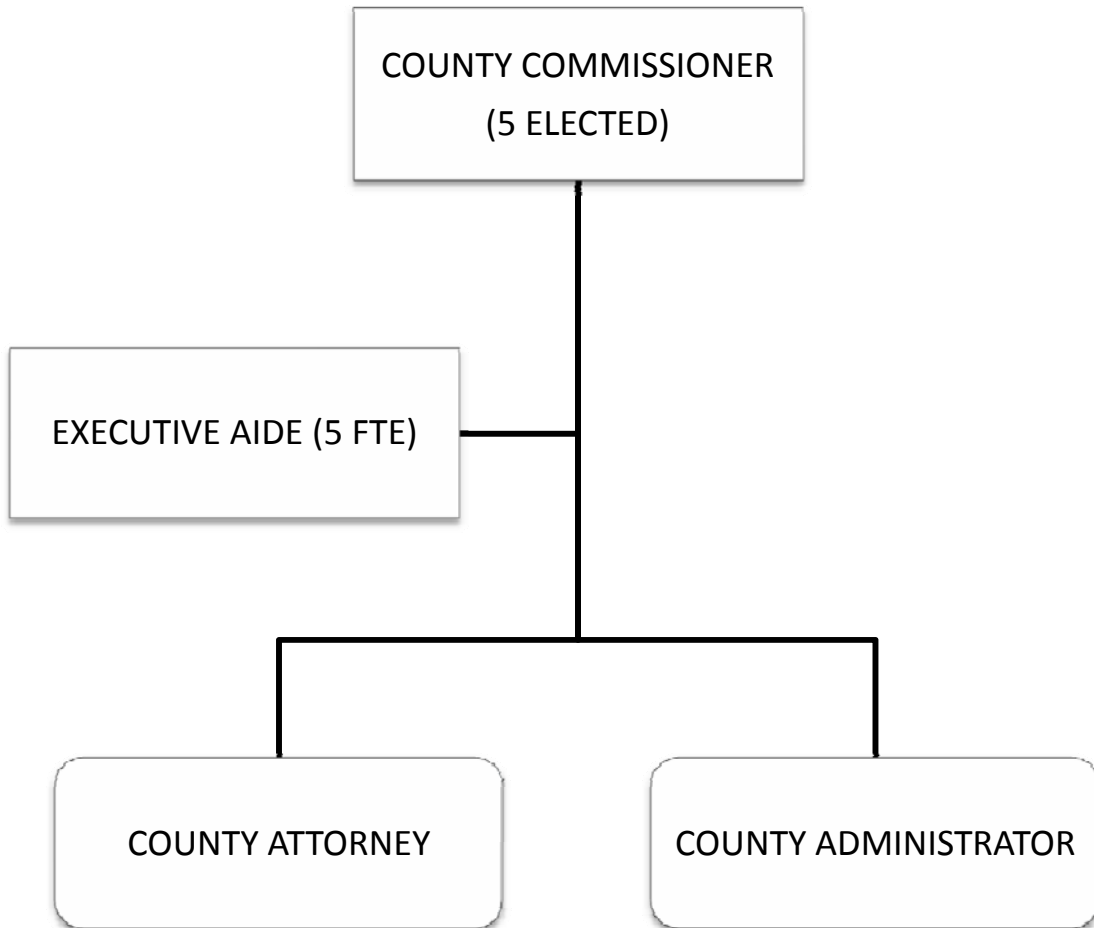 COUNTY COMMISSIONER
(5 ELECTED)
EXECUTIVE AIDE (5 FTE)
COUNTY ATTORNEY
COUNTY ADMINISTRATOR